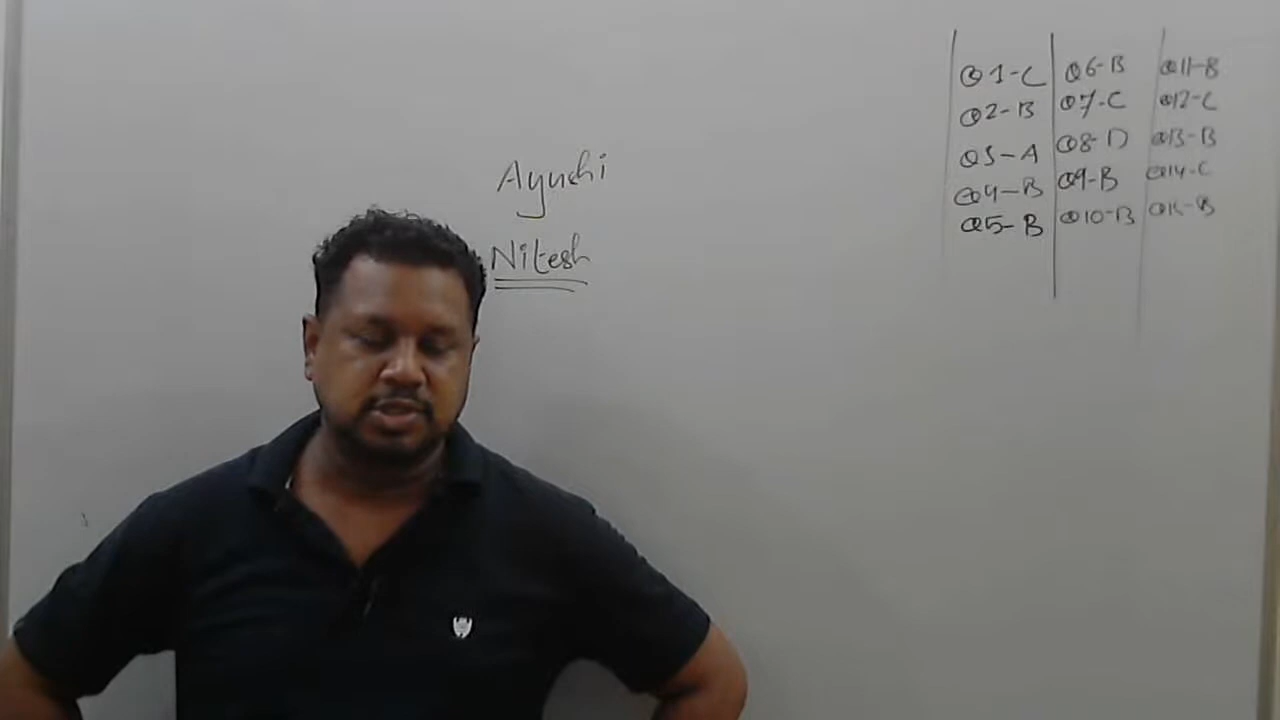 Ayushi
Nitesh
Q1-C
Q2-B
Q3-A
Q4-B
Q5-B
Q6-B
Q7-C
Q8-D
Q9-B
Q10-B
Q11-B
Q12-C
Q13-B
Q14-C
Q15-B